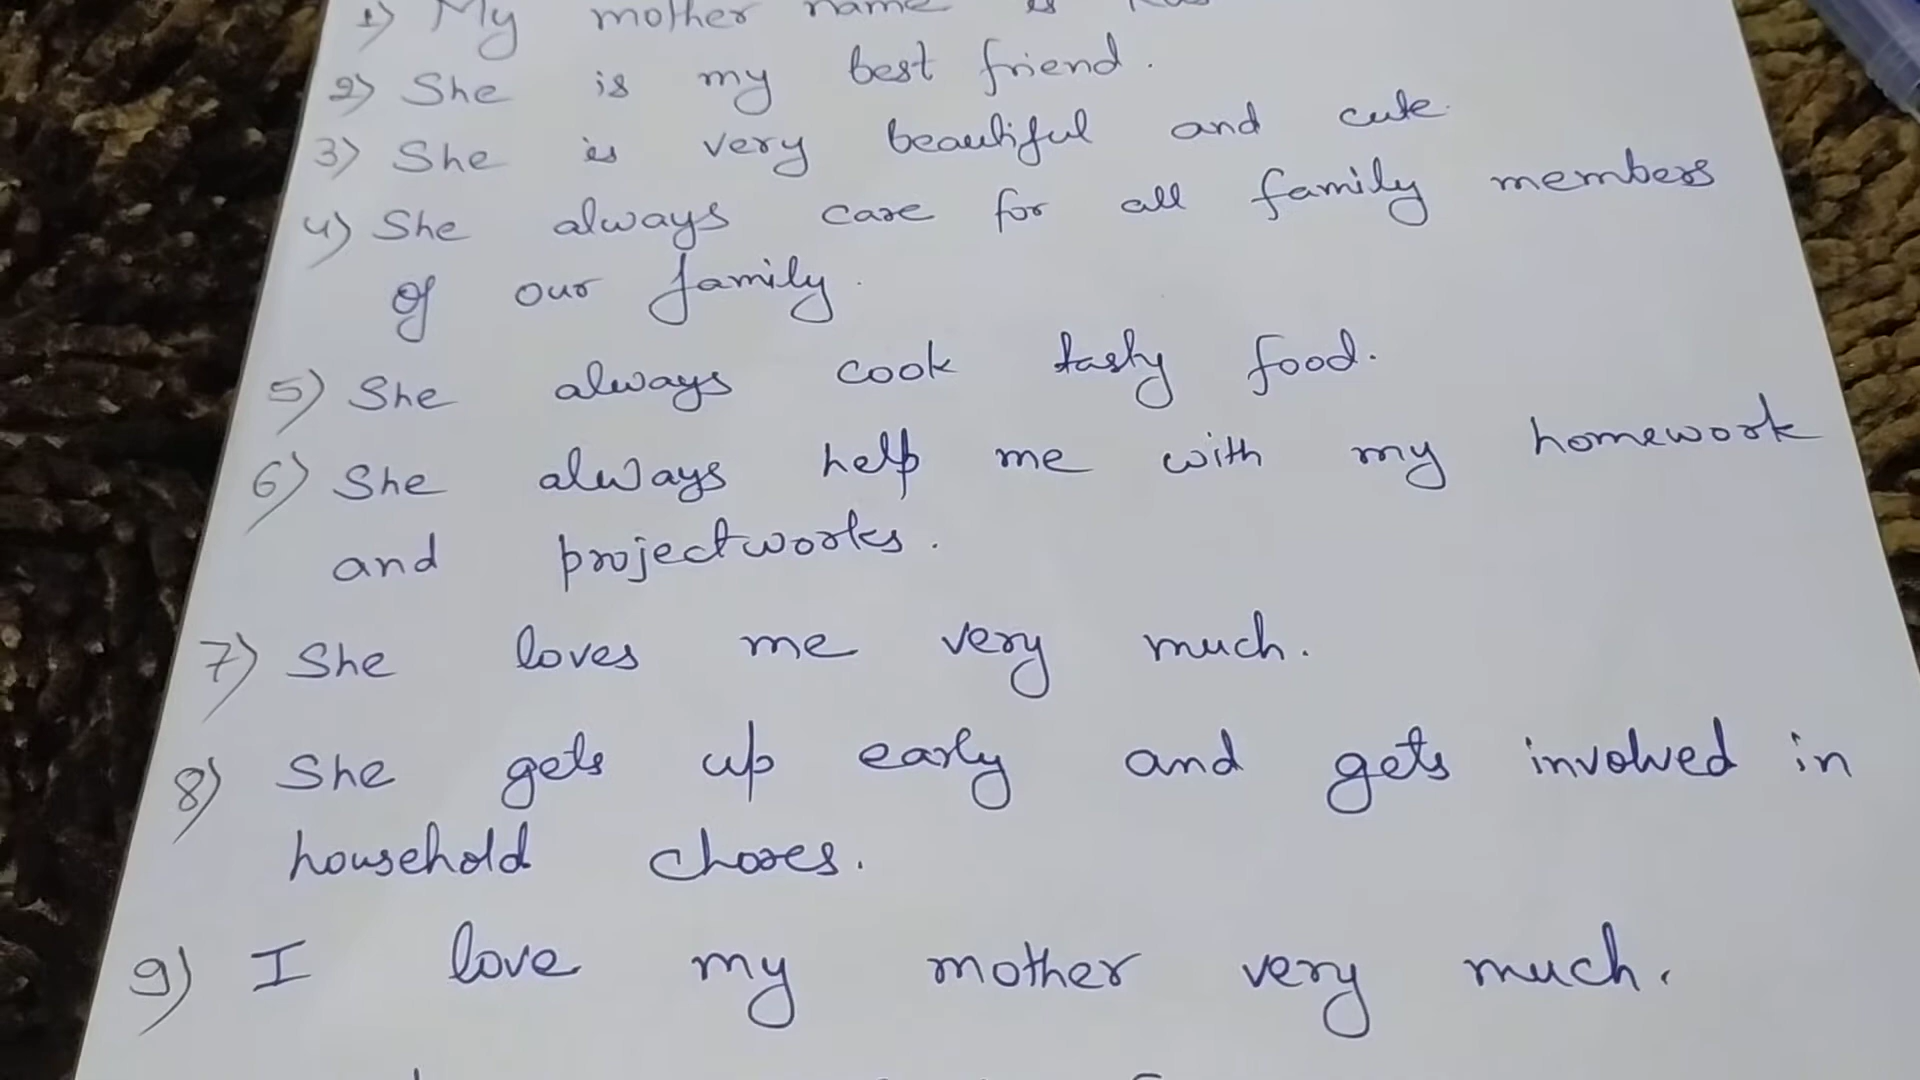 1) My mother name is
2) She is my best friend.
3) She is very beautiful and cute.
4) She always care for all family members
of our family.
5) She always cook tasty food.
6) She always help me with my homework
and projectworks.
7) She loves me very much.
8) She gets up early and gets involved in
household chores.
9) I love my mother very much.